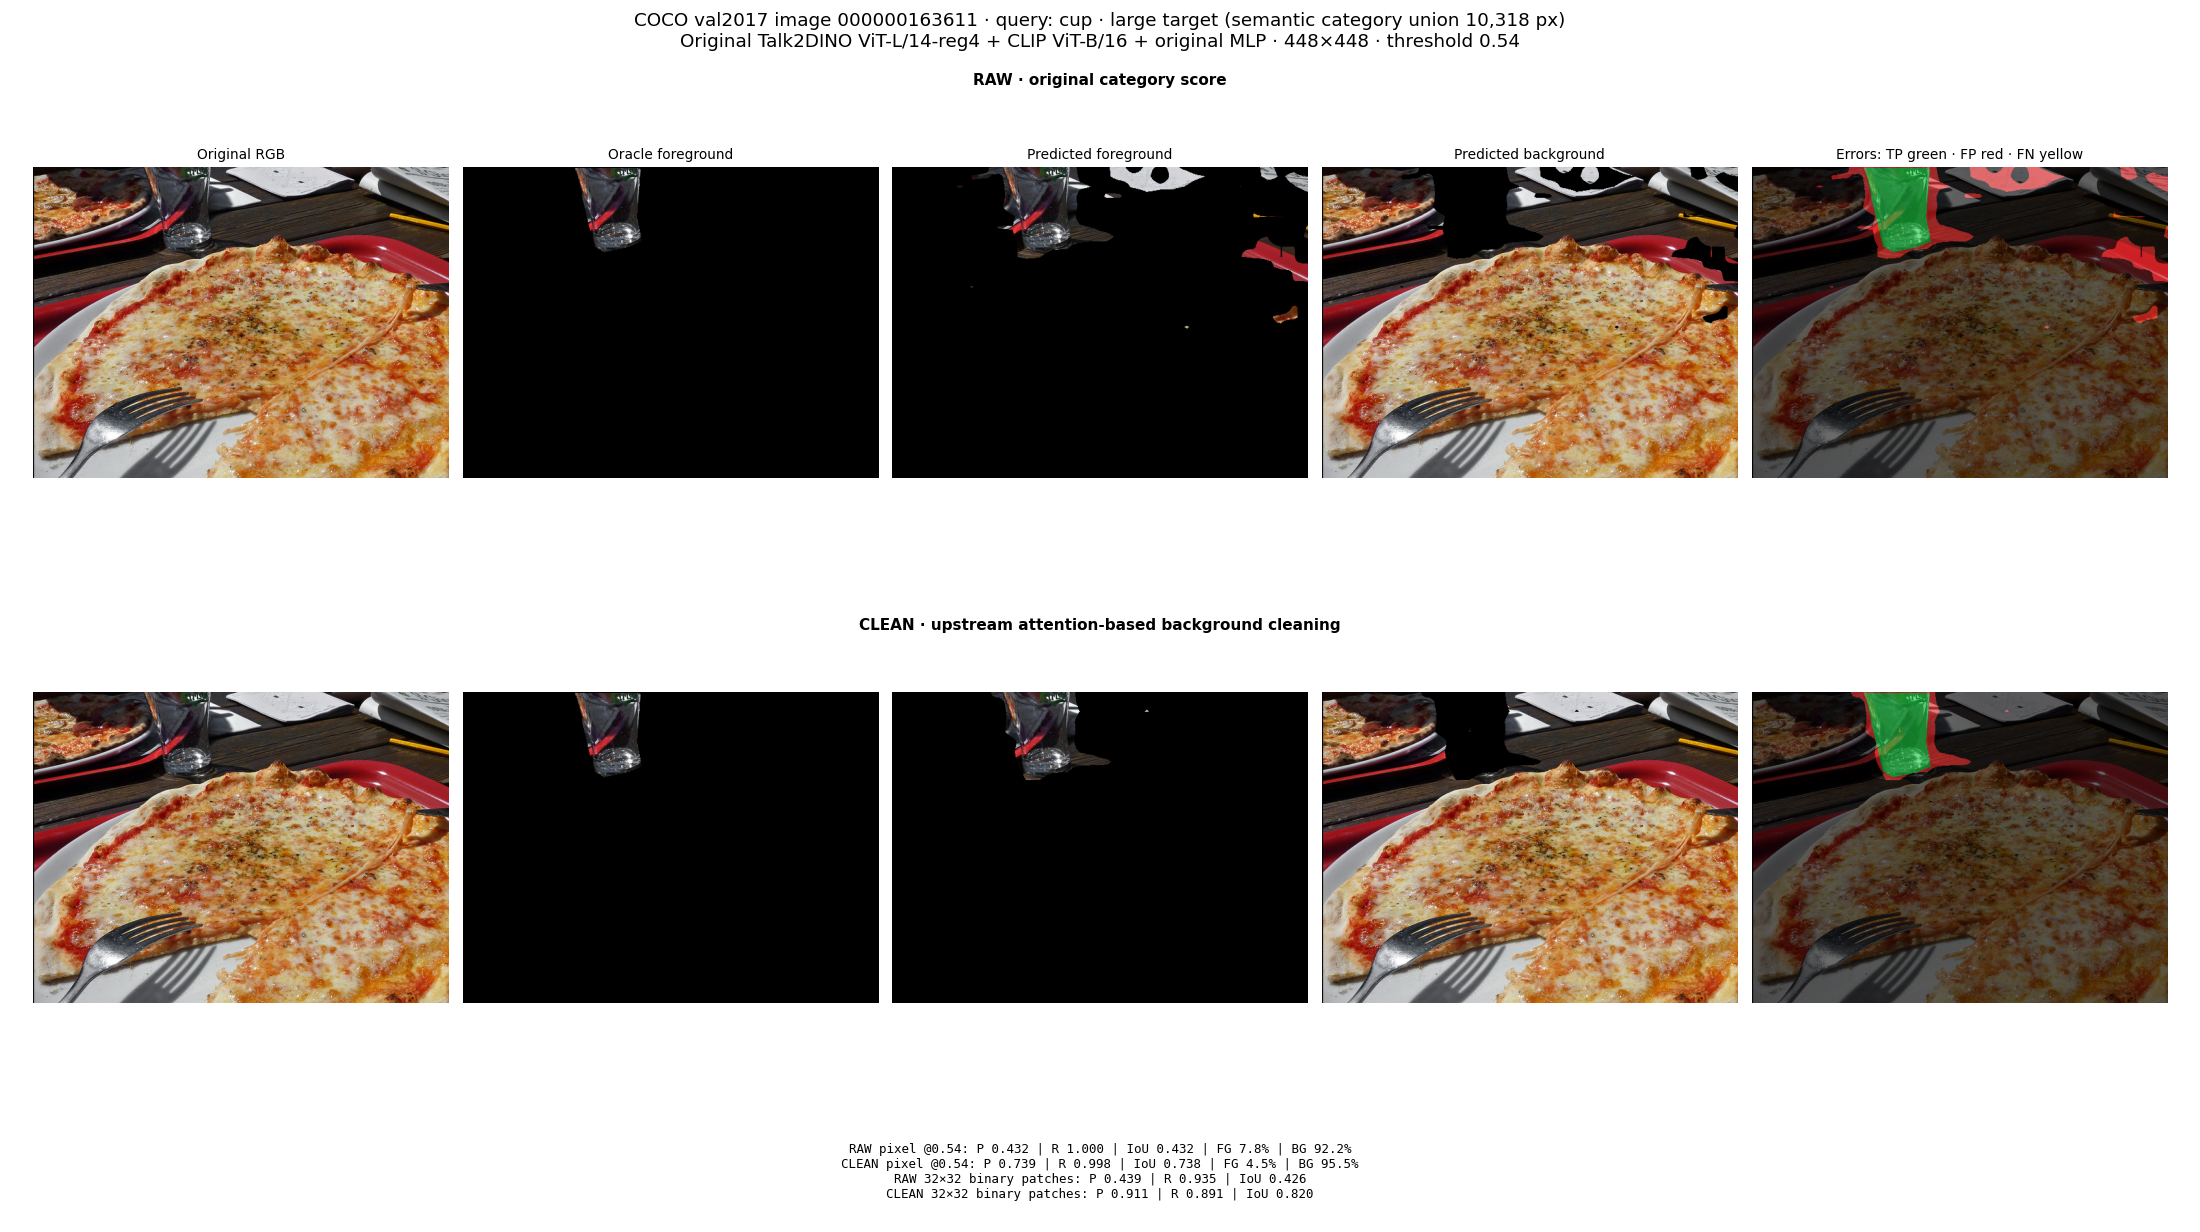 COCO val2017 image 000000163611 · query: cup · large target (semantic category union 10,318 px)
Original Talk2DINO ViT-L/14-reg4 + CLIP ViT-B/16 + original MLP · 448×448 · threshold 0.54
RAW · original category score
Original RGB
Oracle foreground
Predicted foreground
Predicted background
Errors: TP green · FP red · FN yellow
CLEAN · upstream attention-based background cleaning
RAW pixel @0.54: P 0.432 | R 1.000 | IoU 0.432 | FG 7.8% | BG 92.2%
CLEAN pixel @0.54: P 0.739 | R 0.998 | IoU 0.738 | FG 4.5% | BG 95.5%
RAW 32×32 binary patches: P 0.439 | R 0.935 | IoU 0.426
CLEAN 32×32 binary patches: P 0.911 | R 0.891 | IoU 0.820